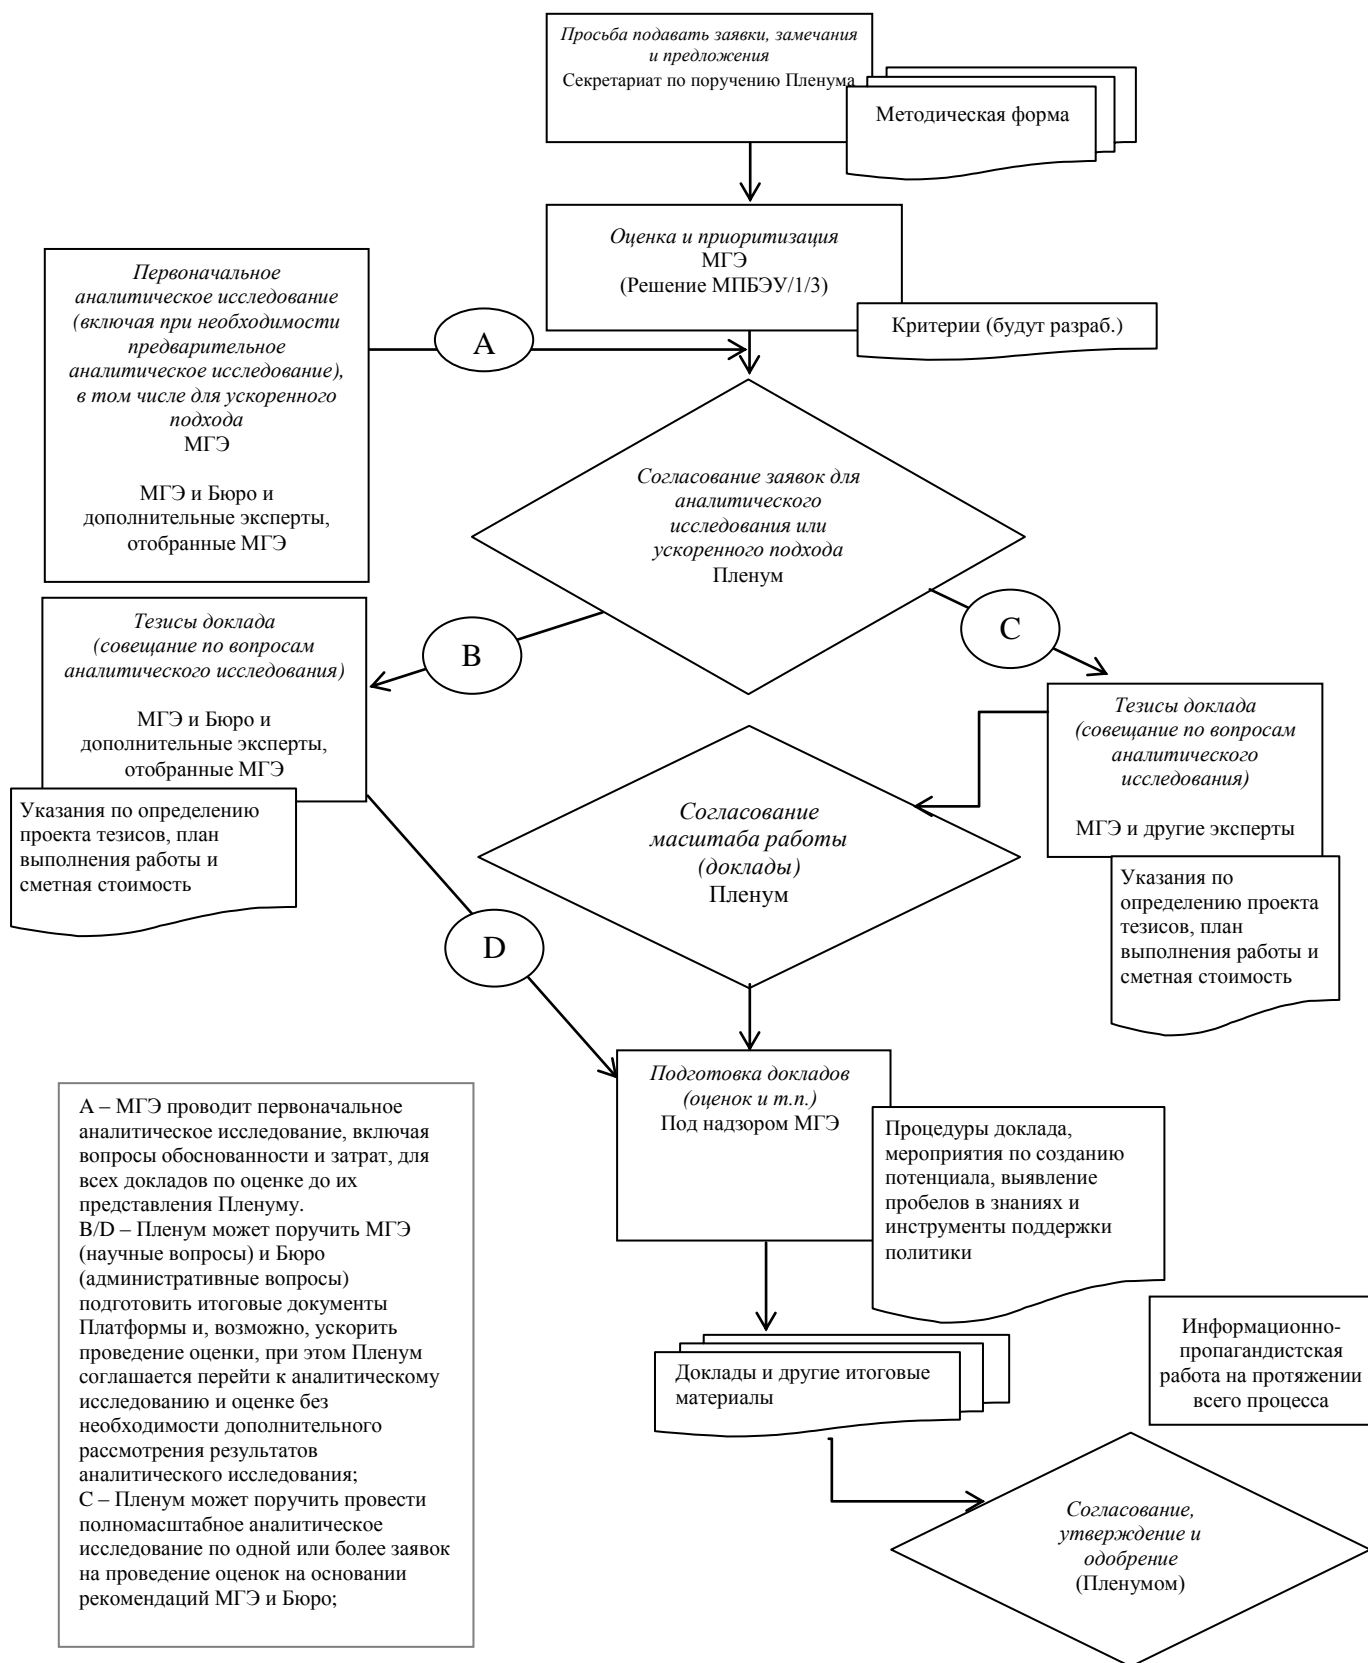 Просьба подавать заявки, замечания
и предложения
Секретариат по поручению Пленума
Методическая форма
Оценка и приоритизация
МГЭ
(Решение МПБЭУ/1/3)
Критерии (будут разраб.)
Первоначальное
аналитическое исследование
(включая при необходимости
предварительное
аналитическое исследование),
в том числе для ускоренного
подхода
МГЭ
МГЭ и Бюро и
дополнительные эксперты,
отобранные МГЭ
A
Согласование заявок для
аналитического
исследования или
ускоренного подхода
Пленум
B
C
Тезисы доклада
(совещание по вопросам
аналитического исследования)
МГЭ и Бюро и
дополнительные эксперты,
отобранные МГЭ
Указания по определению
проекта тезисов, план
выполнения работы и
сметная стоимость
Тезисы доклада
(совещание по вопросам
аналитического
исследования)
МГЭ и другие эксперты
Указания по
определению проекта
тезисов, план
выполнения работы и
сметная стоимость
Согласование
масштаба работы
(доклады)
Пленум
D
Подготовка докладов
(оценок и т.п.)
Под надзором МГЭ
Процедуры доклада,
мероприятия по созданию
потенциала, выявление
пробелов в знаниях и
инструменты поддержки
политики
A – МГЭ проводит первоначальное
аналитическое исследование, включая
вопросы обоснованности и затрат, для
всех докладов по оценке до их
представления Пленуму.
B/D – Пленум может поручить МГЭ
(научные вопросы) и Бюро
(административные вопросы)
подготовить итоговые документы
Платформы и, возможно, ускорить
проведение оценки, при этом Пленум
соглашается перейти к аналитическому
исследованию и оценке без
необходимости дополнительного
рассмотрения результатов
аналитического исследования;
C – Пленум может поручить провести
полномасштабное аналитическое
исследование по одной или более заявок
на проведение оценок на основании
рекомендаций МГЭ и Бюро;
Доклады и другие итоговые
материалы
Информационно-
пропагандистская
работа на протяжении
всего процесса
Согласование,
утверждение и
одобрение
(Пленумом)